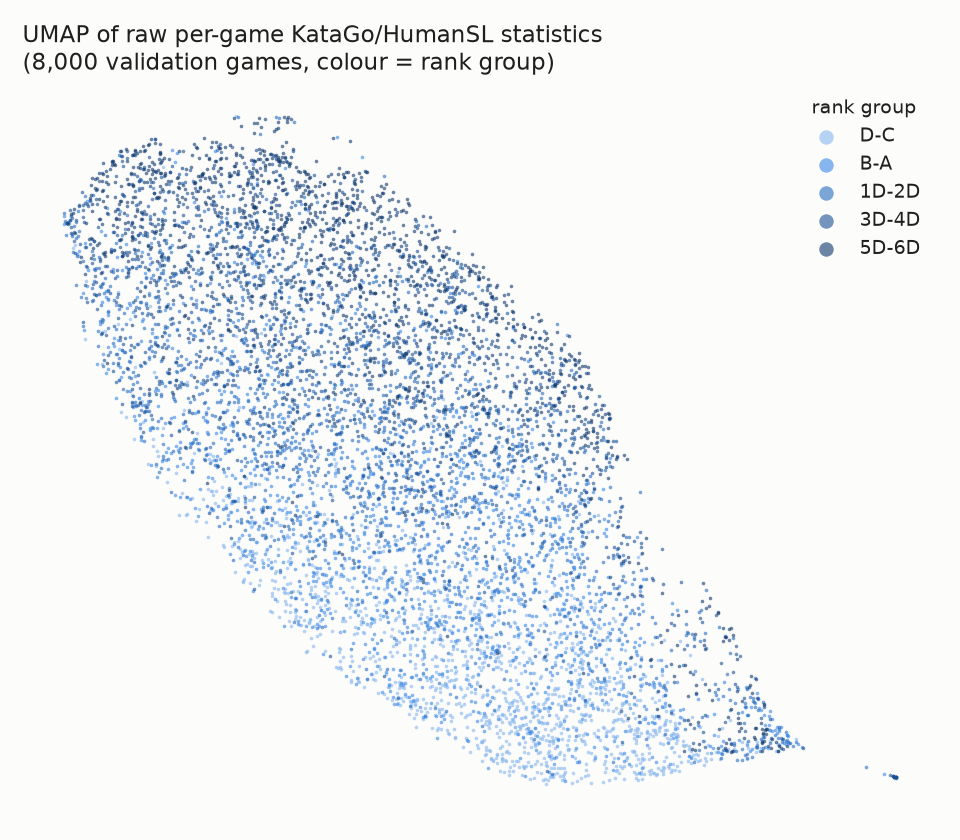 UMAP of raw per-game KataGo/HumanSL statistics
(8,000 validation games, colour = rank group)
rank group
D-C
B-A
1D-2D
3D-4D
5D-6D